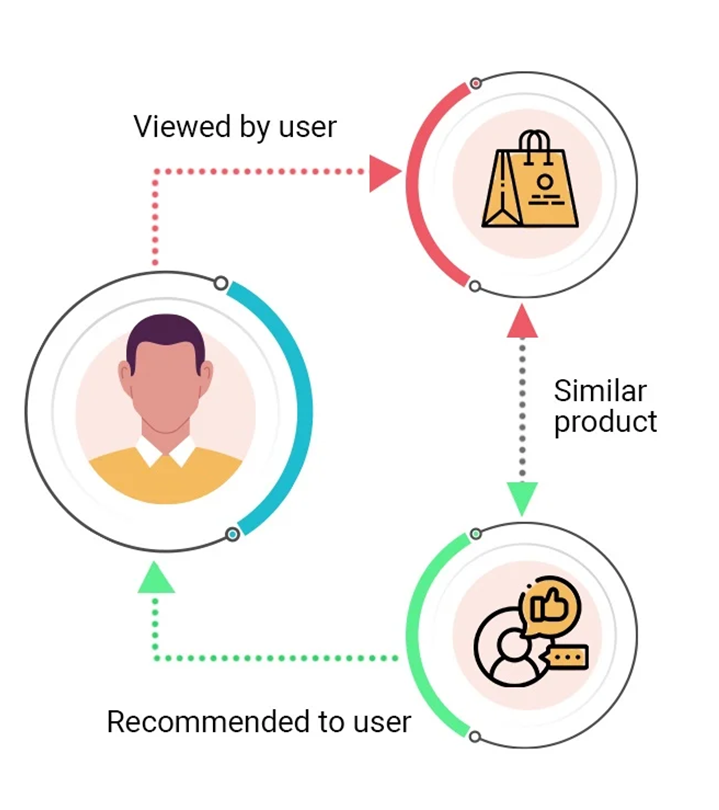 Viewed by user
Similar
product
Recommended to user